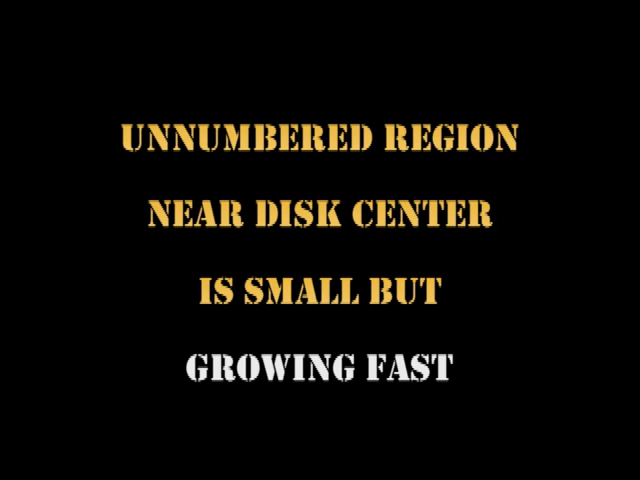 UNNUMBERED REGION
NEAR DISK CENTER
IS SMALL BUT
GROWING FAST